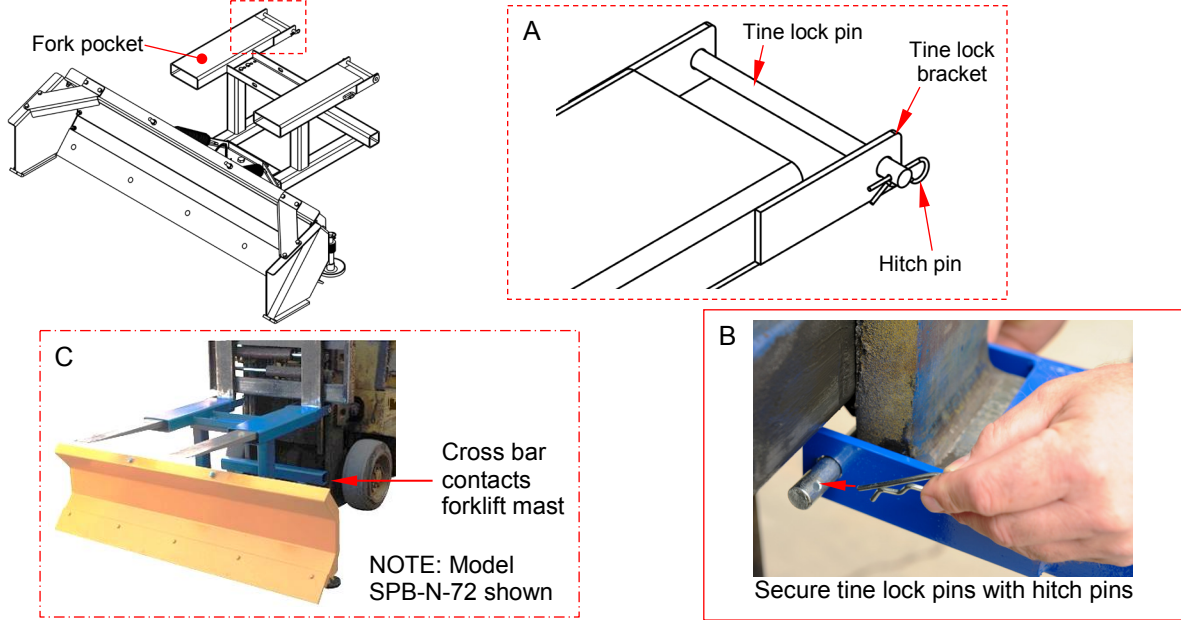 Fork pocket
A
Tine lock pin
Tine lock
bracket
Hitch pin
C
Cross bar
contacts
forklift mast
NOTE: Model
SPB-N-72 shown
B
Secure tine lock pins with hitch pins